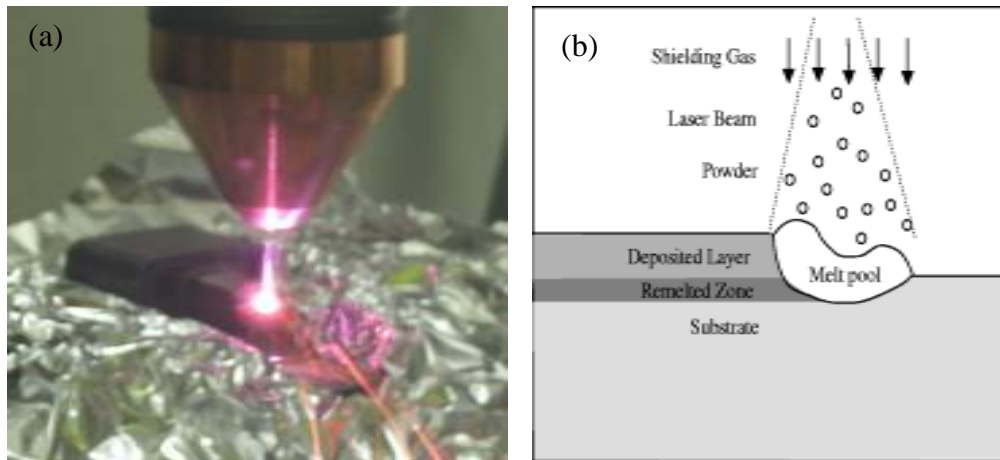 (a)
(b)
Shielding Gas
Laser Beam
Powder
Deposited Layer
Melt pool
Remelted Zone
Substrate